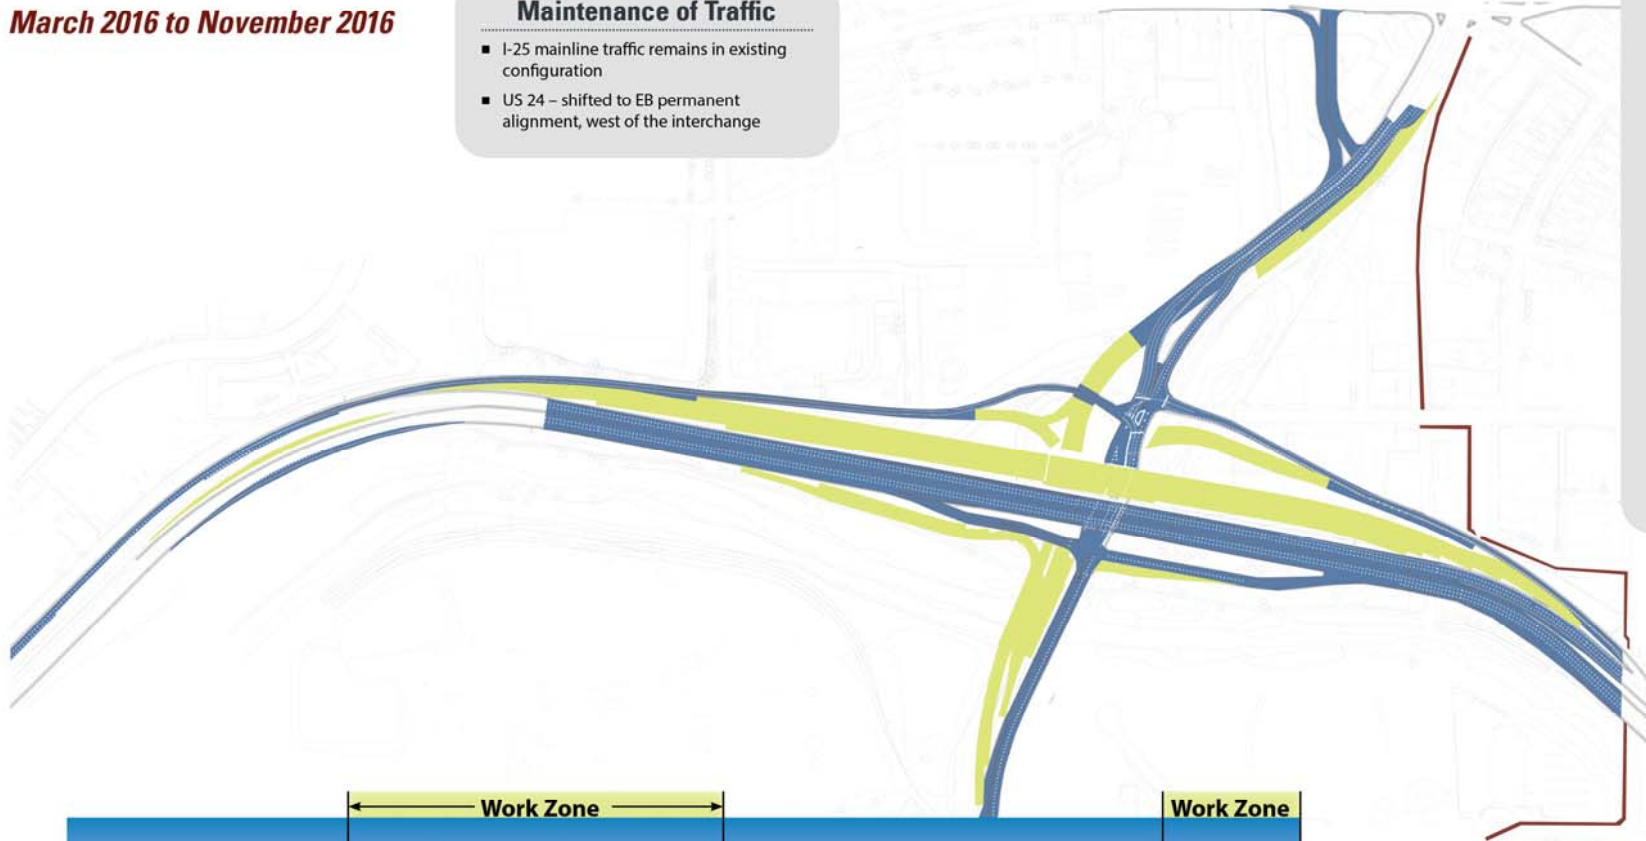 March 2016 to November 2016
Maintenance of Traffic
■ I-25 mainline traffic remains in existing
configuration
■ US 24 – shifted to EB permanent
alignment, west of the interchange
Work Zone
Work Zone